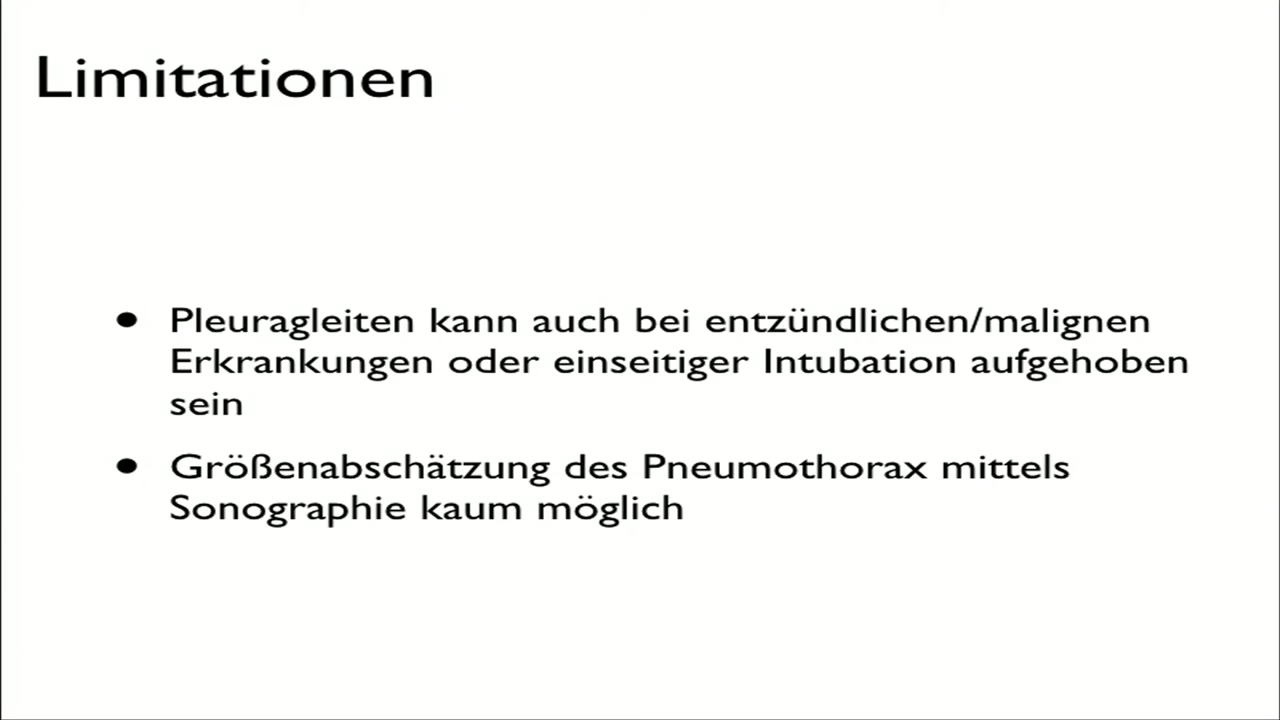 Limitationen
• Pleuragleiten kann auch bei entzündlichen/malignen
Erkrankungen oder einseitiger Intubation aufgehoben
sein
• Größenabschätzung des Pneumothorax mittels
Sonographie kaum möglich